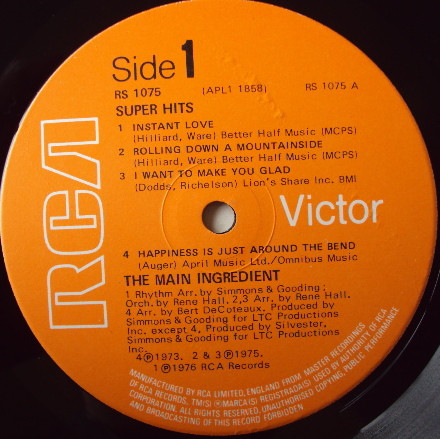 Side 1
RS 1075 (APL1 1858) RS 1075 A
SUPER HITS
1 INSTANT LOVE
(Hilliard, Ware) Better Half Music (MCPS)
2 ROLLING DOWN A MOUNTAINSIDE
(Hilliard, Ware) Better Half Music (MCPS)
3 I WANT TO MAKE YOU GLAD
(Dodds, Richelson) Lion's Share Inc. BMI
RCA
Victor
4 HAPPINESS IS JUST AROUND THE BEND
(Auger) April Music Ltd./Omnibus Music
THE MAIN INGREDIENT
1 Rhythm Arr. by Simmons & Gooding;
Orch. by Rene Hall. 2,3 Arr. by Rene Hall.
4 Arr. by Bert DeCoteaux. Produced by
Simmons & Gooding for LTC Productions
Inc. except 4, Produced by Silvester,
Simmons & Gooding for LTC Productions
Inc.
4 ℗ 1973. 2 & 3 ℗ 1975.
1 ℗ 1976 RCA Records
MANUFACTURED BY RCA LIMITED, ENGLAND FROM MASTER RECORDINGS
OF RCA RECORDS, TM(S) ® MARCA(S) REGISTRADA(S) USED BY AUTHORITY OF RCA
ALL RIGHTS RESERVED. UNAUTHORISED COPYING, PUBLIC PERFORMANCE
AND BROADCASTING OF THIS RECORD FORBIDDEN